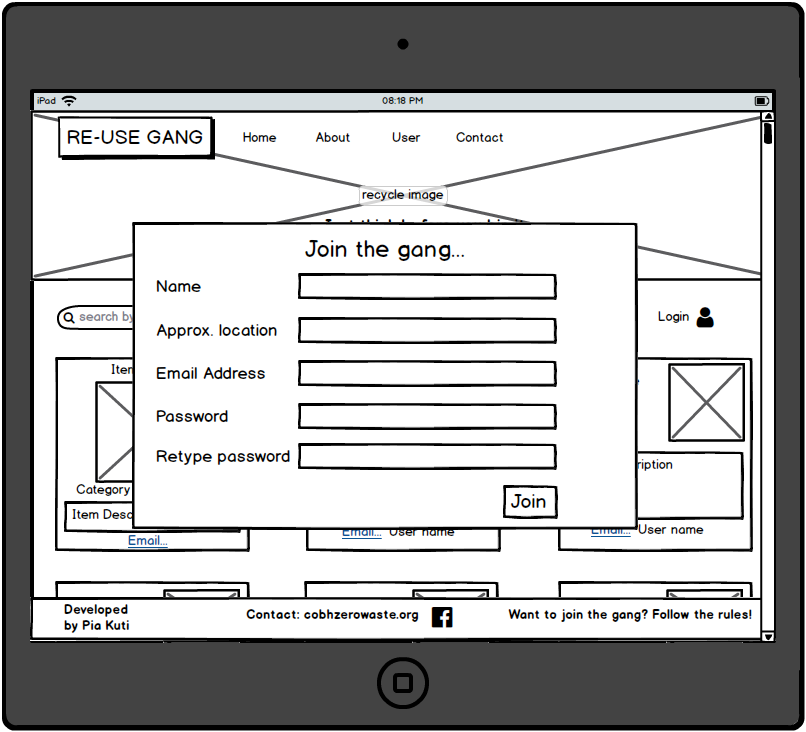 iPad 08:18 PM
RE-USE GANG Home About User Contact
recycle image
Join the gang...
Name
Approx. location
Email Address
Password
Retype password
Join
search by
Login
Item
Category
Item Desc
Email...
Email... User name
ription
Email... User name
Developed
by Pia Kuti
Contact: cobhzerowaste.org
Want to join the gang? Follow the rules!